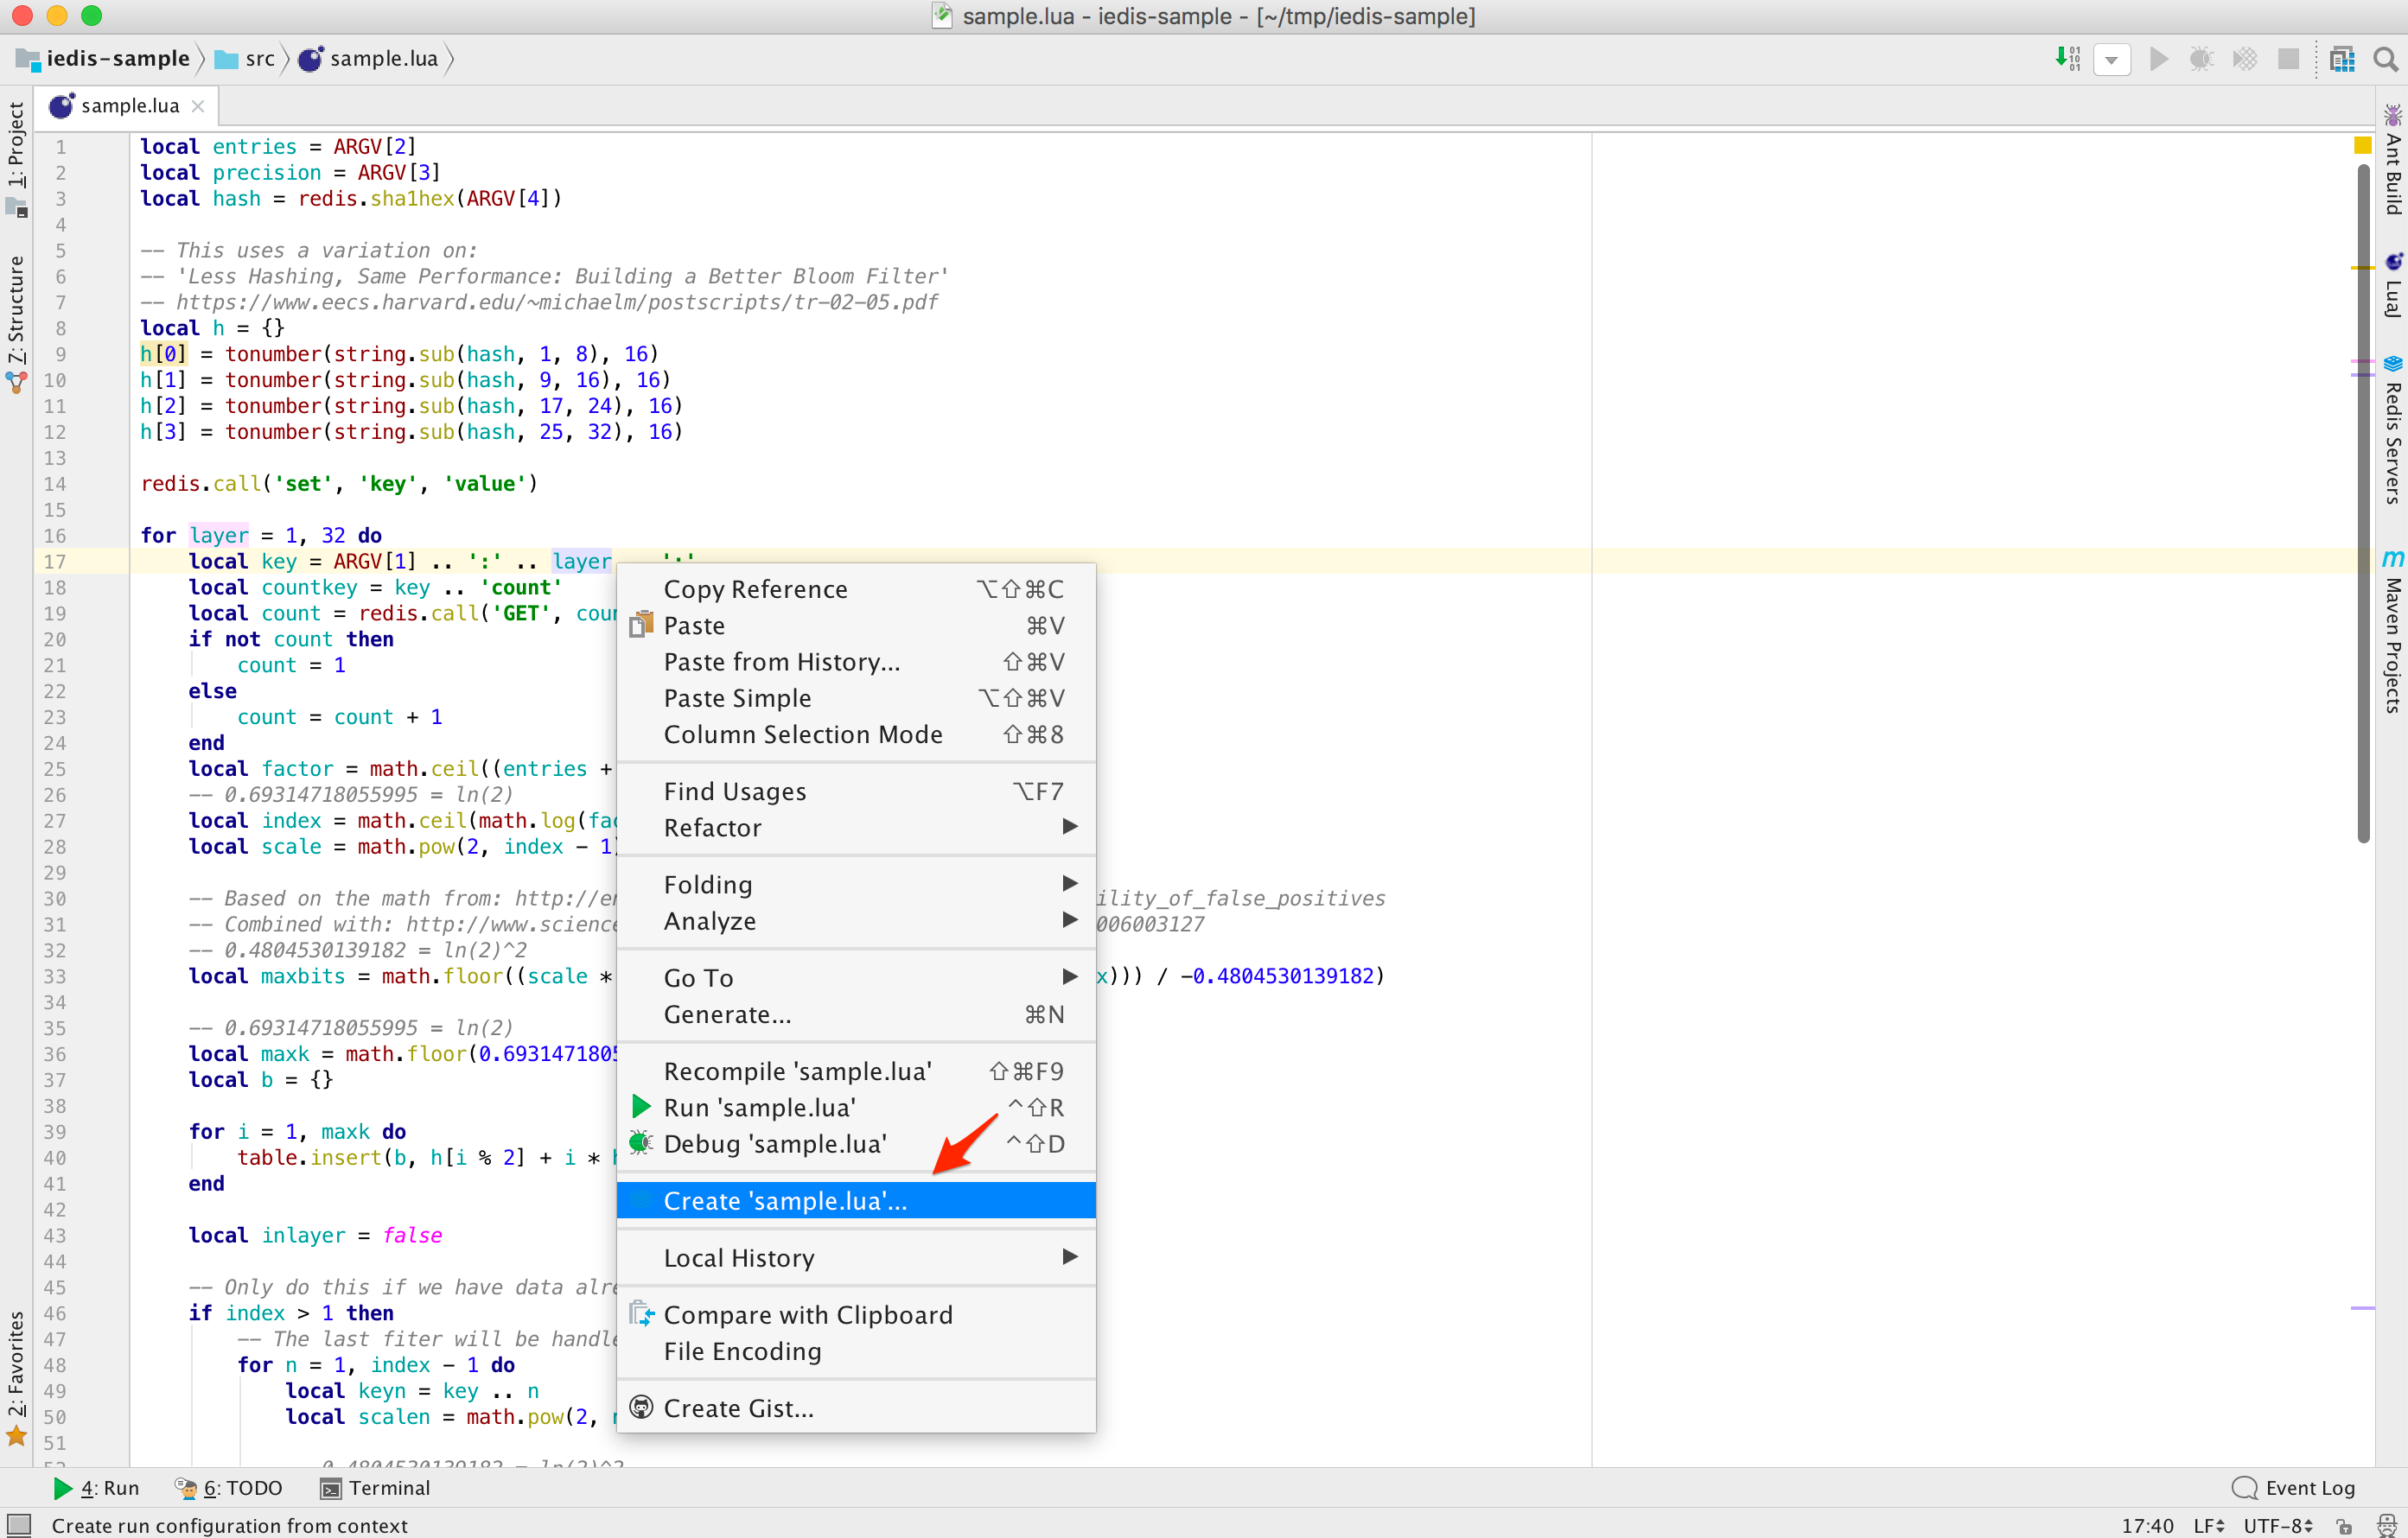 sample.lua - iedis-sample - [~/tmp/iedis-sample]
iedis-sample src sample.lua
sample.lua
1: Project
7: Structure
2: Favorites
Ant Build
LuaJ
Redis Servers
Maven Projects
1 local entries = ARGV[2]
2 local precision = ARGV[3]
3 local hash = redis.sha1hex(ARGV[4])
4
5 -- This uses a variation on:
6 -- 'Less Hashing, Same Performance: Building a Better Bloom Filter'
7 -- https://www.eecs.harvard.edu/~michaelm/postscripts/tr-02-05.pdf
8 local h = {}
9 h[0] = tonumber(string.sub(hash, 1, 8), 16)
10 h[1] = tonumber(string.sub(hash, 9, 16), 16)
11 h[2] = tonumber(string.sub(hash, 17, 24), 16)
12 h[3] = tonumber(string.sub(hash, 25, 32), 16)
13
14 redis.call('set', 'key', 'value')
15
16 for layer = 1, 32 do
17 local key = ARGV[1] .. ':' .. layer ':'
18 local countkey = key .. 'count'
19 local count = redis.call('GET', cou
20 if not count then
21 count = 1
22 else
23 count = count + 1
24 end
25 local factor = math.ceil((entries +
26 -- 0.69314718055995 = ln(2)
27 local index = math.ceil(math.log(fac
28 local scale = math.pow(2, index - 1)
29
30 -- Based on the math from: http://en ility_of_false_positives
31 -- Combined with: http://www.science 006003127
32 -- 0.4804530139182 = ln(2)^2
33 local maxbits = math.floor((scale * x))) / -0.4804530139182)
34
35 -- 0.69314718055995 = ln(2)
36 local maxk = math.floor(0.693147180
37 local b = {}
38
39 for i = 1, maxk do
40 table.insert(b, h[i % 2] + i *
41 end
42
43 local inlayer = false
44
45 -- Only do this if we have data alre
46 if index > 1 then
47 -- The last fiter will be handle
48 for n = 1, index - 1 do
49 local keyn = key .. n
50 local scalen = math.pow(2,
51
Copy Reference ⌥⇧⌘C
Paste ⌘V
Paste from History... ⇧⌘V
Paste Simple ⌥⇧⌘V
Column Selection Mode ⇧⌘8
Find Usages ⌥F7
Refactor
Folding
Analyze
Go To
Generate... ⌘N
Recompile 'sample.lua' ⇧⌘F9
Run 'sample.lua' ^⇧R
Debug 'sample.lua' ^⇧D
Create 'sample.lua'...
Local History
Compare with Clipboard
File Encoding
Create Gist...
4: Run 6: TODO Terminal Event Log
Create run configuration from context 17:40 LF UTF-8